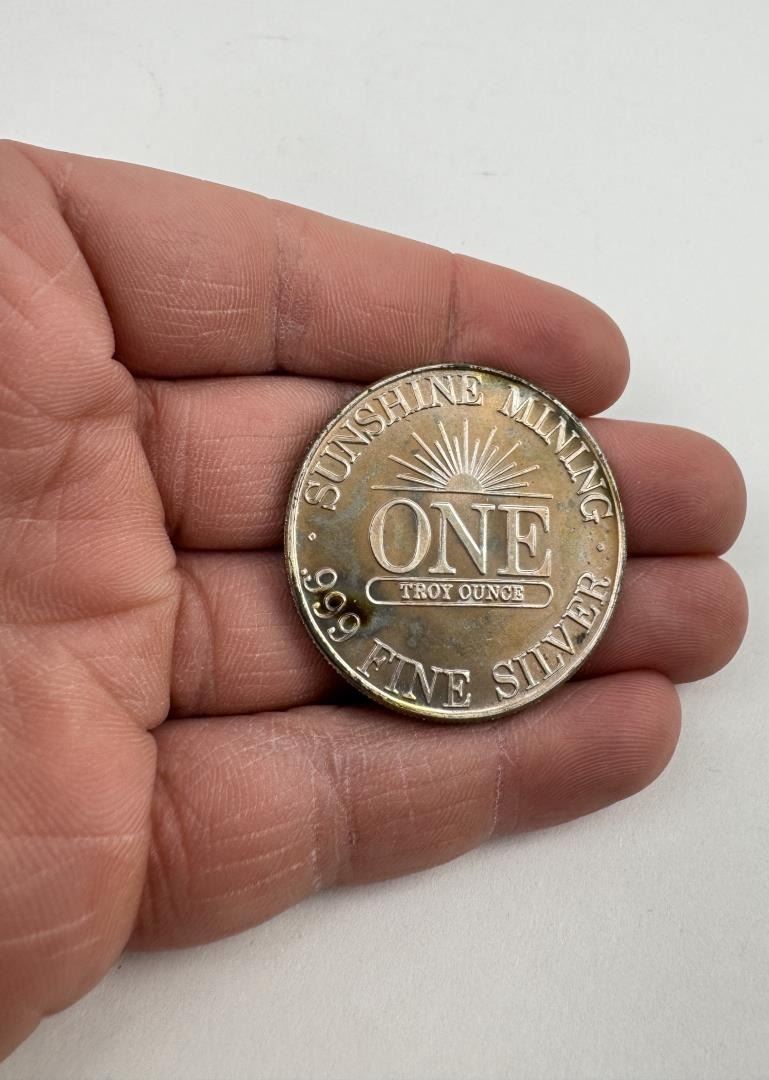 SUNSHINE MINING
ONE
TROY OUNCE
.999 FINE SILVER